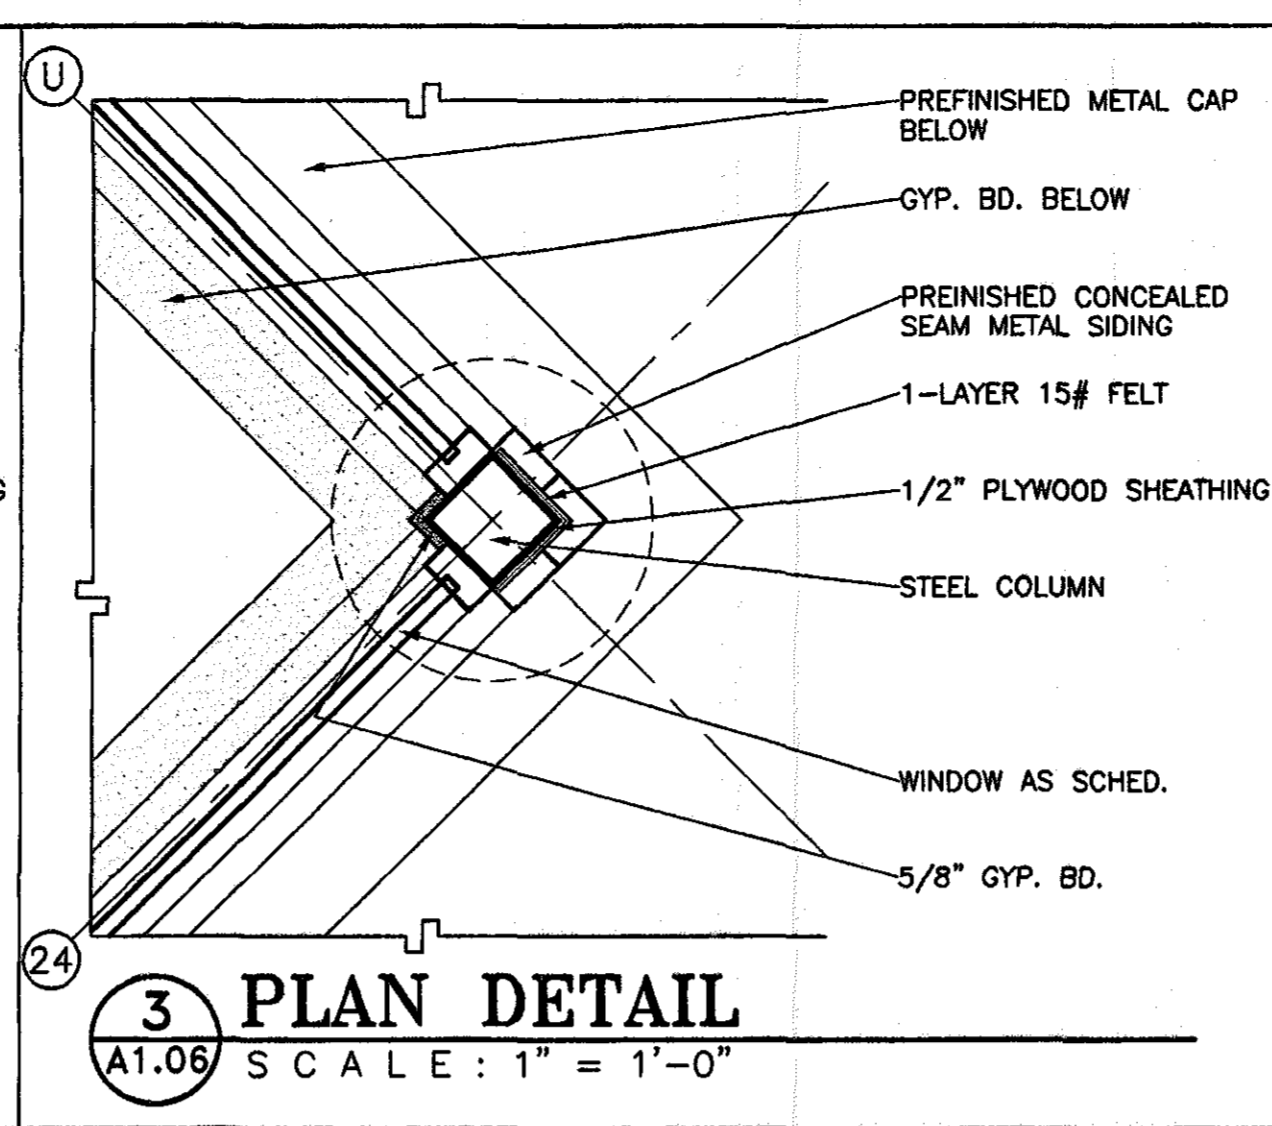 U
PREFINISHED METAL CAP
BELOW
GYP. BD. BELOW
PREINISHED CONCEALED
SEAM METAL SIDING
1-LAYER 15# FELT
1/2" PLYWOOD SHEATHING
STEEL COLUMN
WINDOW AS SCHED.
5/8" GYP. BD.
24
3
A1.06
PLAN DETAIL
SCALE: 1" = 1'-0"